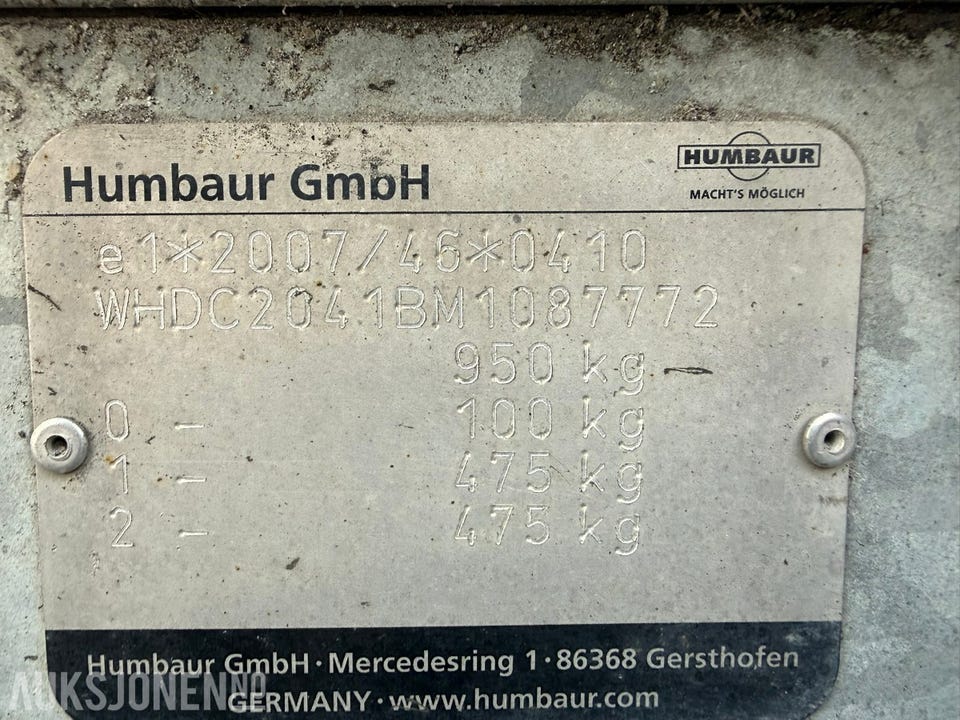 Humbaur GmbH
HUMBAUR
MACHT'S MÖGLICH
e1*2007/46*0410
WHDC2041BM1087772
950 kg
0 - 100 kg
1 - 475 kg
2 - 475 kg
Humbaur GmbH · Mercedesring 1 · 86368 Gersthofen
GERMANY · www.humbaur.com
AUKSJONEN.NO